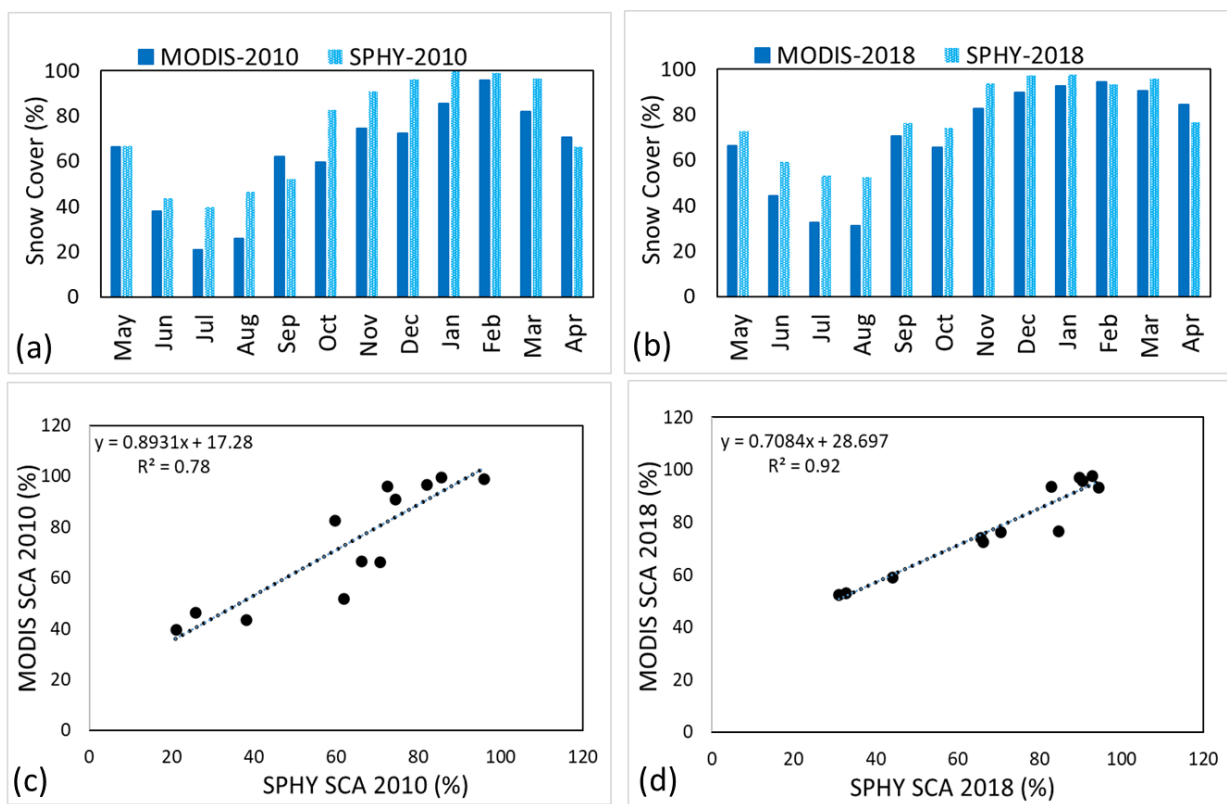 MODIS-2010 SPHY-2010
Snow Cover (%)
100
80
60
40
20
0
May Jun Jul Aug Sep Oct Nov Dec Jan Feb Mar Apr
(a)
MODIS-2018 SPHY-2018
Snow Cover (%)
100
80
60
40
20
0
May Jun Jul Aug Sep Oct Nov Dec Jan Feb Mar Apr
(b)
y = 0.8931x + 17.28
R² = 0.78
MODIS SCA 2010 (%)
120
100
80
60
40
20
0
0 20 40 60 80 100 120
SPHY SCA 2010 (%)
(c)
y = 0.7084x + 28.697
R² = 0.92
MODIS SCA 2018 (%)
120
100
80
60
40
20
0
0 20 40 60 80 100 120
SPHY SCA 2018 (%)
(d)